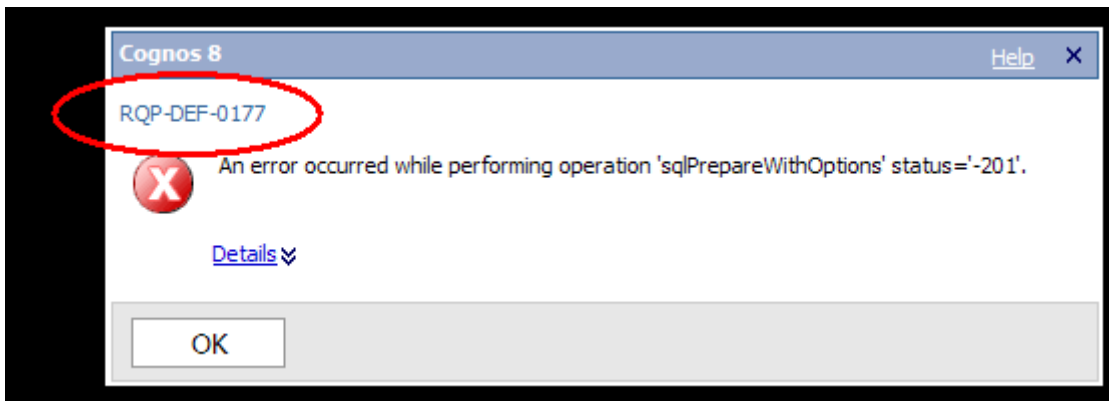 Cognos 8
Help
RQP-DEF-0177
An error occurred while performing operation 'sqlPrepareWithOptions' status='-201'.
Details
OK